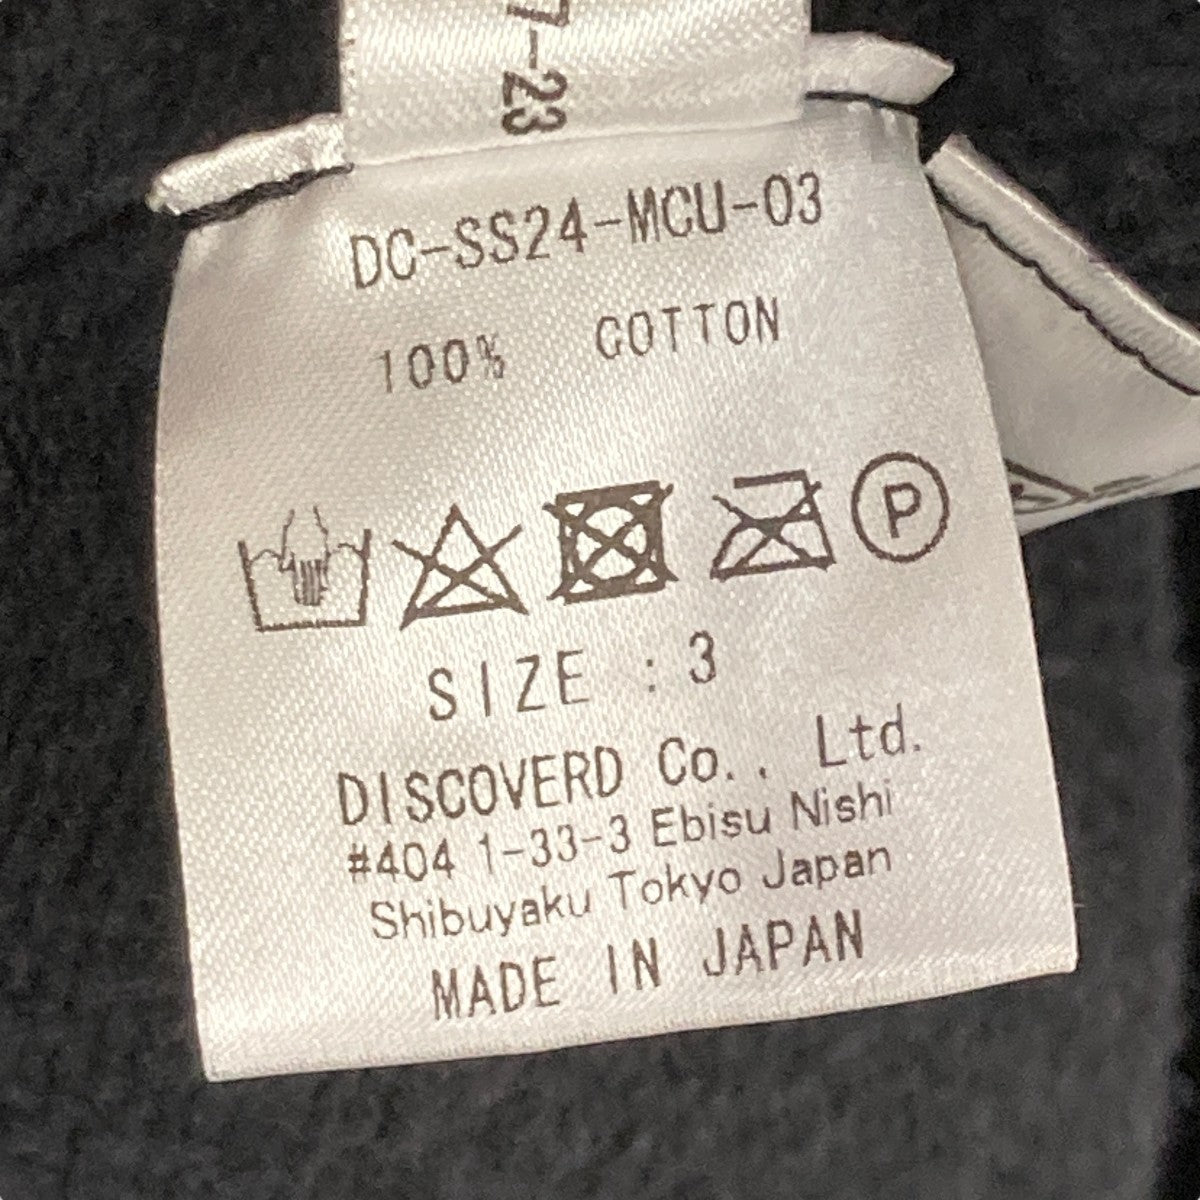 7-23
DC-SS24-MCU-03
100% COTTON
P
SIZE : 3
DISCOVERD Co., Ltd.
#404 1-33-3 Ebisu Nishi
Shibuyaku Tokyo Japan
MADE IN JAPAN